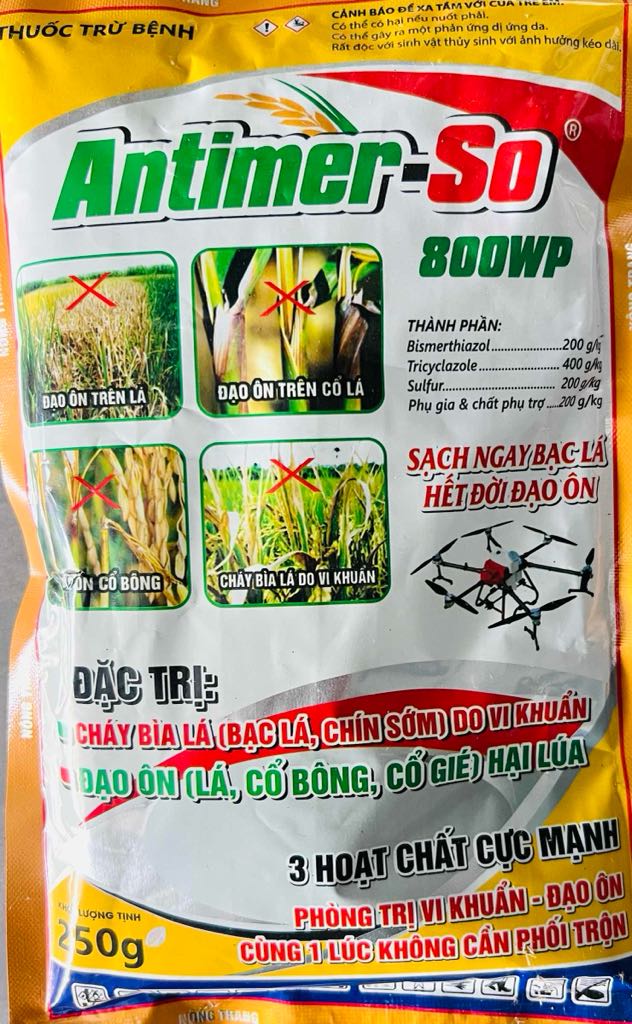 THUỐC TRỪ BỆNH
CẢNH BÁO ĐỂ XA TẦM VỚI CỦA TRẺ EM.
Có thể có hại nếu nuốt phải.
Có thể gây ra một phản ứng dị ứng da.
Rất độc với sinh vật thủy sinh với ảnh hưởng kéo dài.
Antimer-So®
800WP
ĐẠO ÔN TRÊN LÁ
ĐẠO ÔN TRÊN CỔ LÁ
THÀNH PHẦN:
Bismerthiazol......................200 g/kg
Tricyclazole........................400 g/kg
Sulfur................................200 g/kg
Phụ gia & chất phụ trợ.....200 g/kg
SẠCH NGAY BẠC LÁ
HẾT ĐỜI ĐẠO ÔN
ÔN CỔ BÔNG
CHÁY BÌA LÁ DO VI KHUẨN
ĐẶC TRỊ:
CHÁY BÌA LÁ (BẠC LÁ, CHÍN SỚM) DO VI KHUẨN
ĐẠO ÔN (LÁ, CỔ BÔNG, CỔ GIÉ) HẠI LÚA
3 HOẠT CHẤT CỰC MẠNH
PHÒNG TRỊ VI KHUẨN - ĐẠO ÔN
CÙNG 1 LÚC KHÔNG CẦN PHỐI TRỘN
KHỐI LƯỢNG TỊNH
250g
NÔNG TRANG